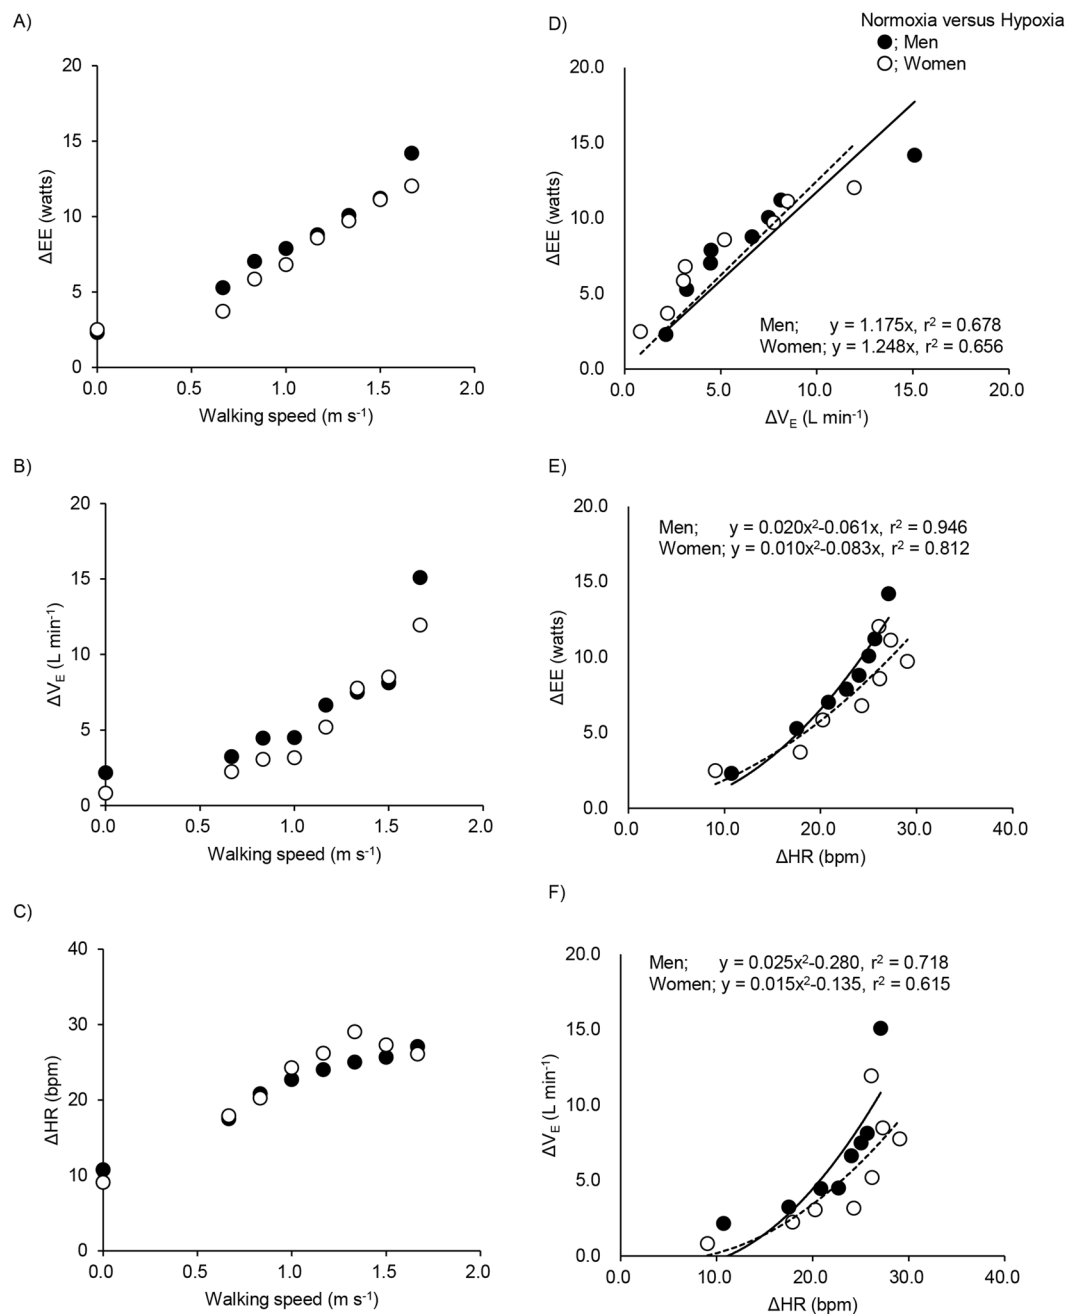 A)
20
15
10
5
0
ΔEE (watts)
0.0 0.5 1.0 1.5 2.0
Walking speed (m s⁻¹)
D)
Normoxia versus Hypoxia
; Men
; Women
20.0
15.0
10.0
5.0
0.0
ΔEE (watts)
Men; y = 1.175x, r² = 0.678
Women; y = 1.248x, r² = 0.656
0.0 5.0 10.0 15.0 20.0
ΔV_E (L min⁻¹)
B)
20
15
10
5
0
ΔV_E (L min⁻¹)
0.0 0.5 1.0 1.5 2.0
Walking speed (m s⁻¹)
E)
20.0
15.0
10.0
5.0
0.0
ΔEE (watts)
Men; y = 0.020x²-0.061x, r² = 0.946
Women; y = 0.010x²-0.083x, r² = 0.812
0.0 10.0 20.0 30.0 40.0
ΔHR (bpm)
C)
40
30
20
10
0
ΔHR (bpm)
0.0 0.5 1.0 1.5 2.0
Walking speed (m s⁻¹)
F)
20.0
15.0
10.0
5.0
0.0
ΔV_E (L min⁻¹)
Men; y = 0.025x²-0.280, r² = 0.718
Women; y = 0.015x²-0.135, r² = 0.615
0.0 10.0 20.0 30.0 40.0
ΔHR (bpm)